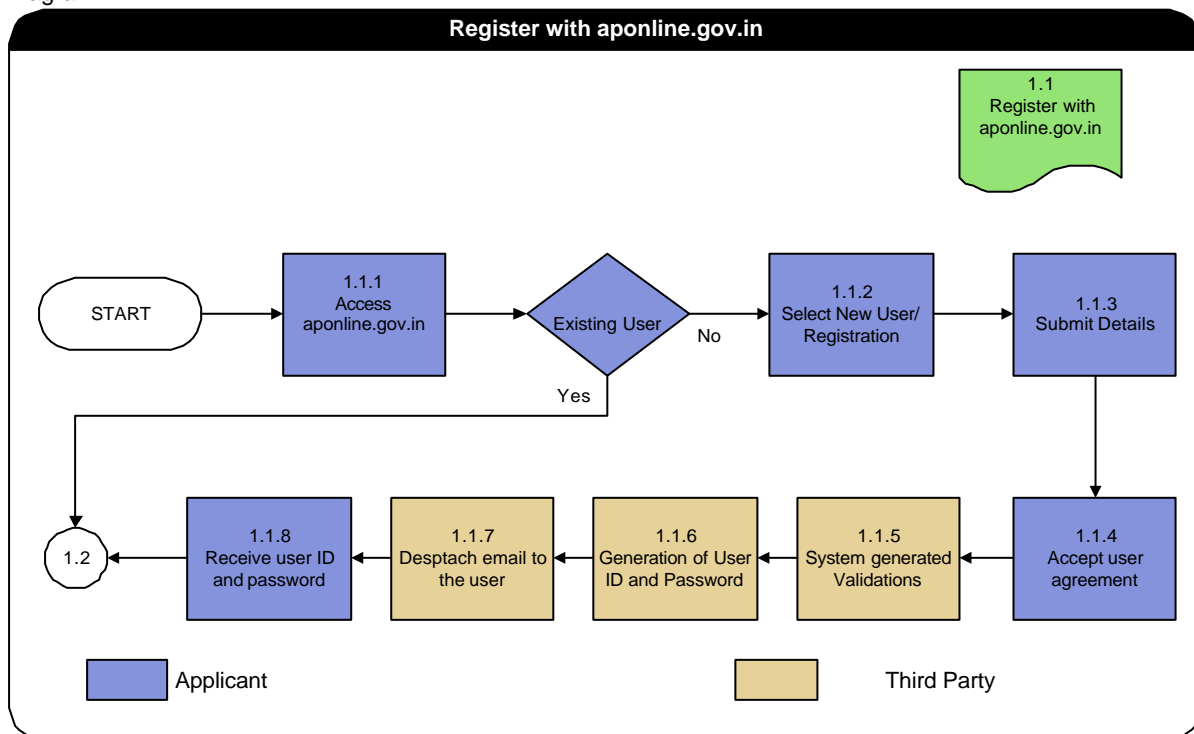 Register with aponline.gov.in
1.1
Register with
aponline.gov.in
START
1.1.1
Access
aponline.gov.in
Existing User
No
Yes
1.1.2
Select New User/
Registration
1.1.3
Submit Details
1.2
1.1.8
Receive user ID
and password
1.1.7
Desptach email to
the user
1.1.6
Generation of User
ID and Password
1.1.5
System generated
Validations
1.1.4
Accept user
agreement
Applicant
Third Party